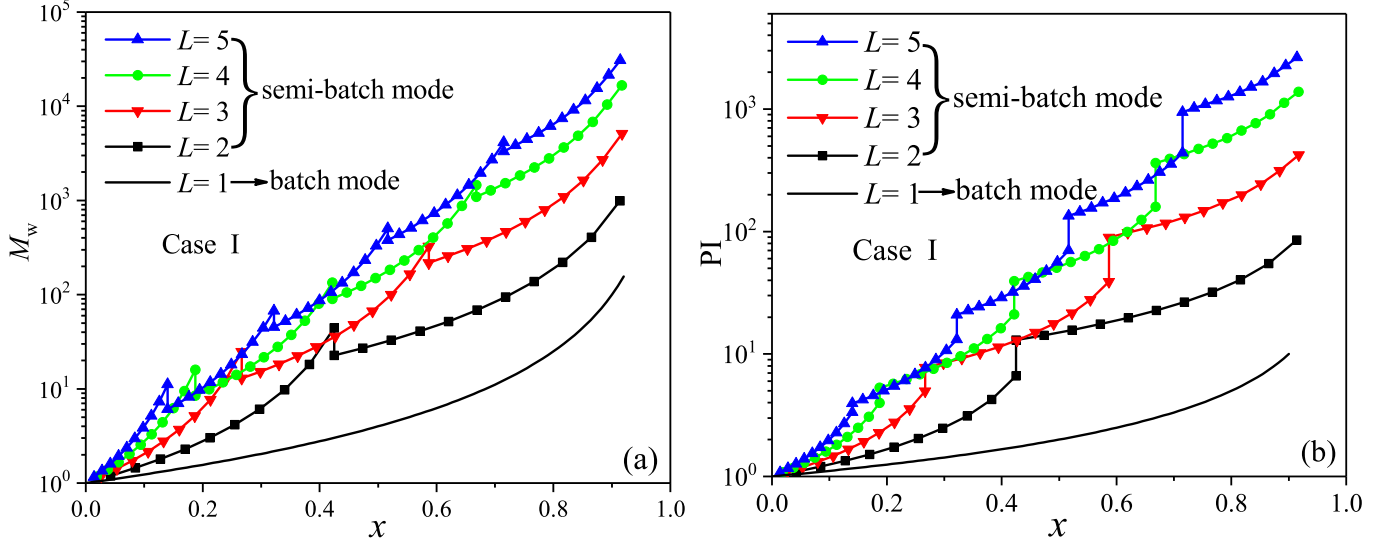 10^5
10^4
10^3
10^2
10^1
10^0
M_w
L= 5
L= 4
L= 3
L= 2
L= 1
semi-batch mode
batch mode
Case I
(a)
0.0 0.2 0.4 0.6 0.8 1.0
x
10^3
10^2
10^1
10^0
PI
L= 5
L= 4
L= 3
L= 2
L= 1
semi-batch mode
batch mode
Case I
(b)
0.0 0.2 0.4 0.6 0.8 1.0
x